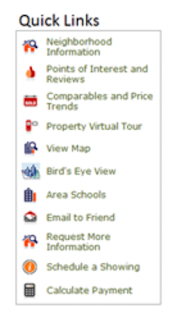 Quick Links
Neighborhood
Information
Points of Interest and
Reviews
Comparables and Price
Trends
Property Virtual Tour
View Map
Bird's Eye View
Area Schools
Email to Friend
Request More
Information
Schedule a Showing
Calculate Payment